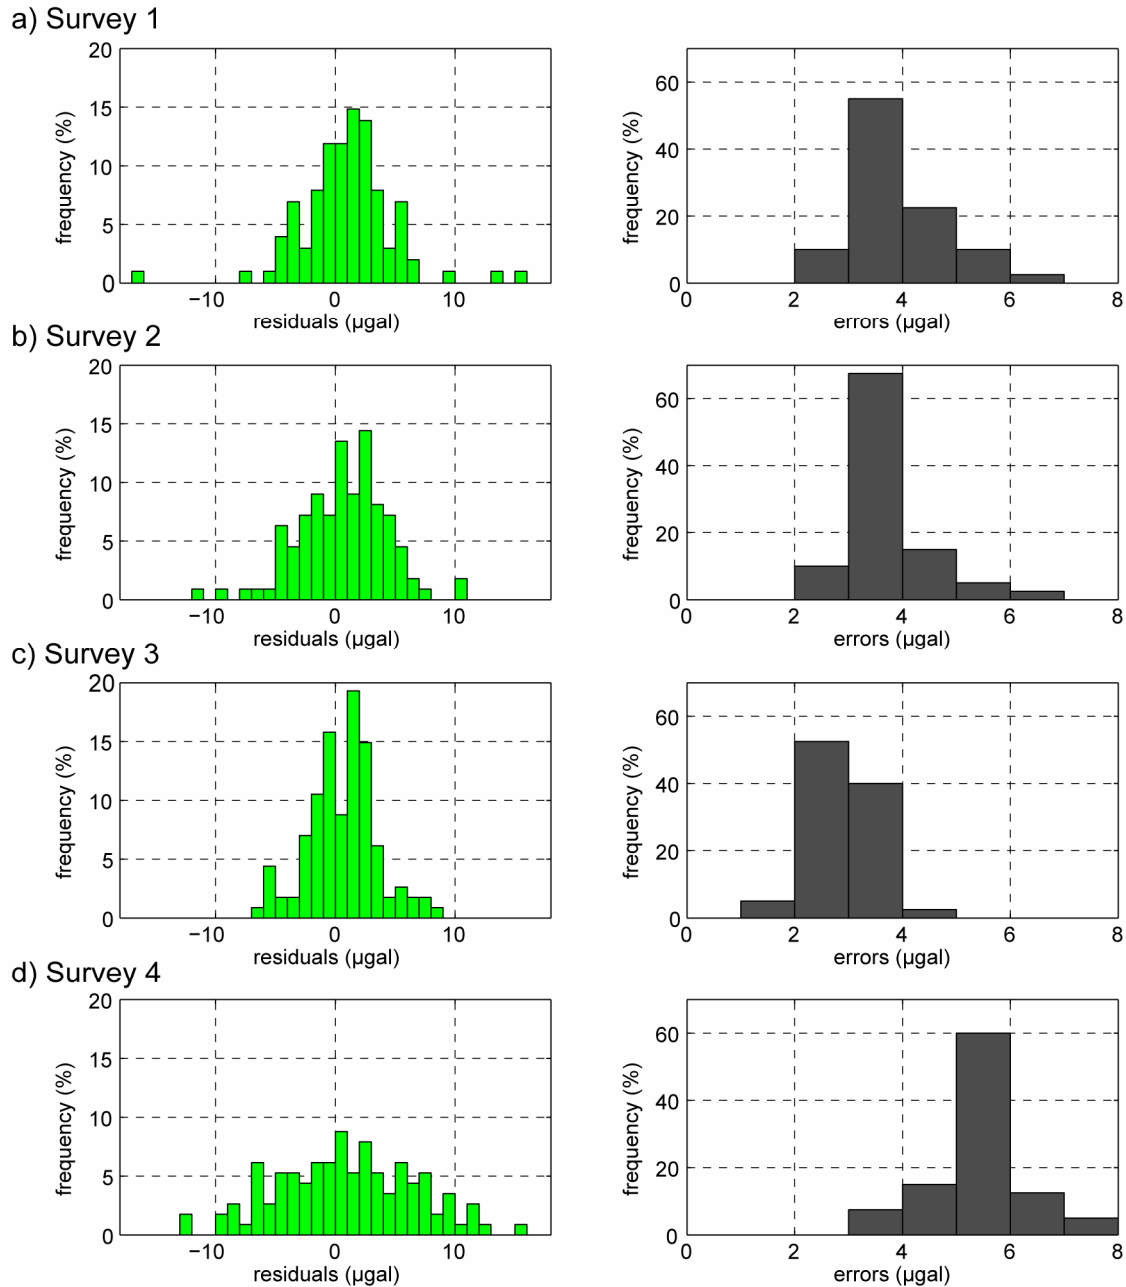 a) Survey 1
20
15
10
5
0
frequency (%)
−10 0 10
residuals (µgal)
60
40
20
0
frequency (%)
0 2 4 6 8
errors (µgal)
b) Survey 2
20
15
10
5
0
frequency (%)
−10 0 10
residuals (µgal)
60
40
20
0
frequency (%)
0 2 4 6 8
errors (µgal)
c) Survey 3
20
15
10
5
0
frequency (%)
−10 0 10
residuals (µgal)
60
40
20
0
frequency (%)
0 2 4 6 8
errors (µgal)
d) Survey 4
20
15
10
5
0
frequency (%)
−10 0 10
residuals (µgal)
60
40
20
0
frequency (%)
0 2 4 6 8
errors (µgal)